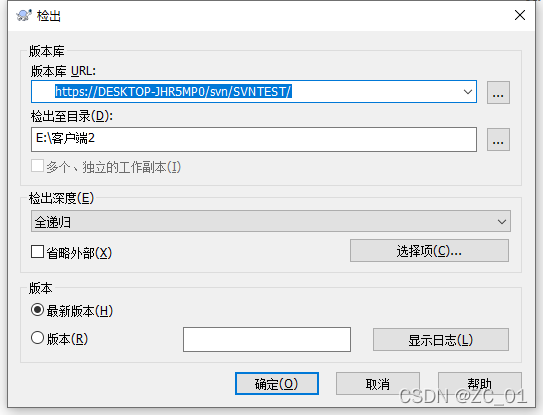 检出
版本库
版本库 URL:
https://DESKTOP-JHR5MP0/svn/SVNTEST/
...
检出至目录(D):
E:\客户端2
...
多个、独立的工作副本(I)
检出深度(E)
全递归
省略外部(X)
选择项(C)...
版本
最新版本(H)
版本(R)
显示日志(L)
确定(O)
取消
帮助
CSDN @ZC_01